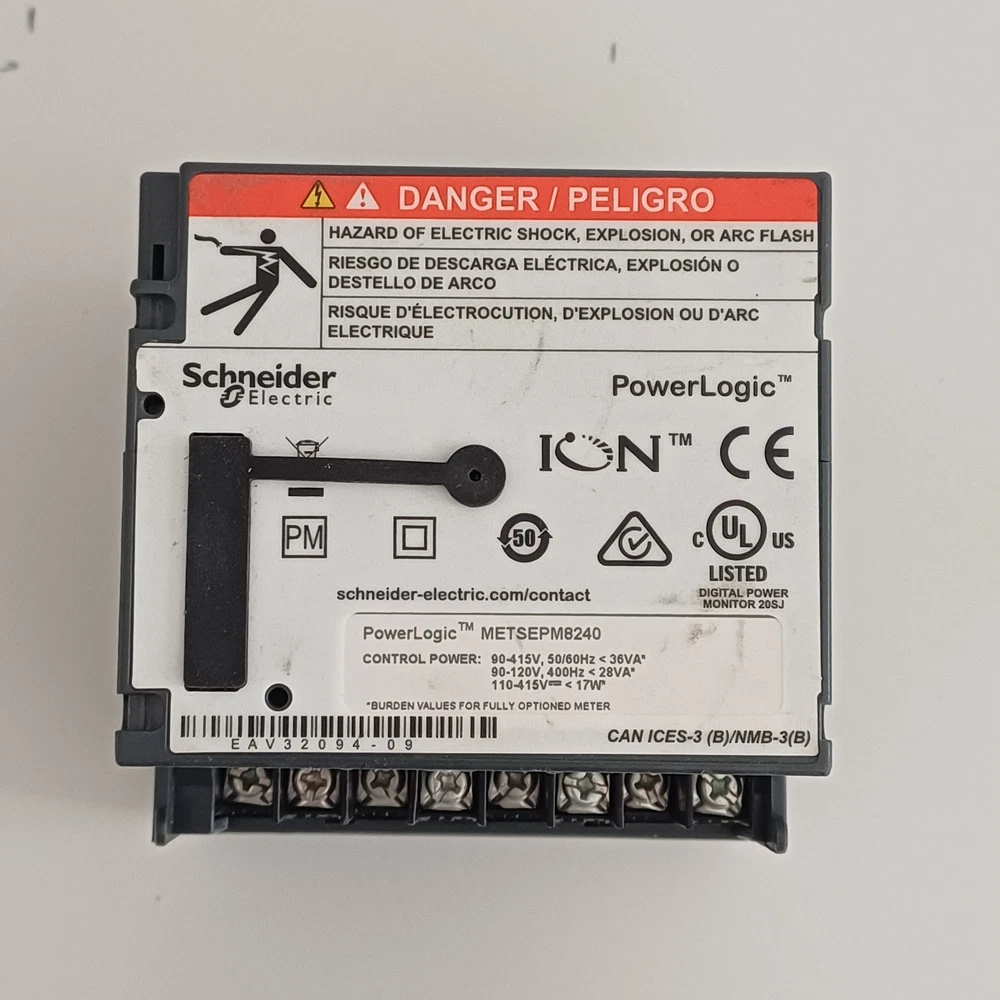 DANGER / PELIGRO
HAZARD OF ELECTRIC SHOCK, EXPLOSION, OR ARC FLASH
RIESGO DE DESCARGA ELÉCTRICA, EXPLOSIÓN O
DESTELLO DE ARCO
RISQUE D'ÉLECTROCUTION, D'EXPLOSION OU D'ARC
ELECTRIQUE
Schneider
Electric
PowerLogic™
ION™ CE
PM
50
C UL US
LISTED
DIGITAL POWER
MONITOR 20SJ
schneider-electric.com/contact
PowerLogic™ METSEPM8240
CONTROL POWER: 90-415V, 50/60Hz < 36VA*
90-120V, 400Hz < 28VA*
110-415V⎓ < 17W*
*BURDEN VALUES FOR FULLY OPTIONED METER
EAV32094-09
CAN ICES-3 (B)/NMB-3(B)